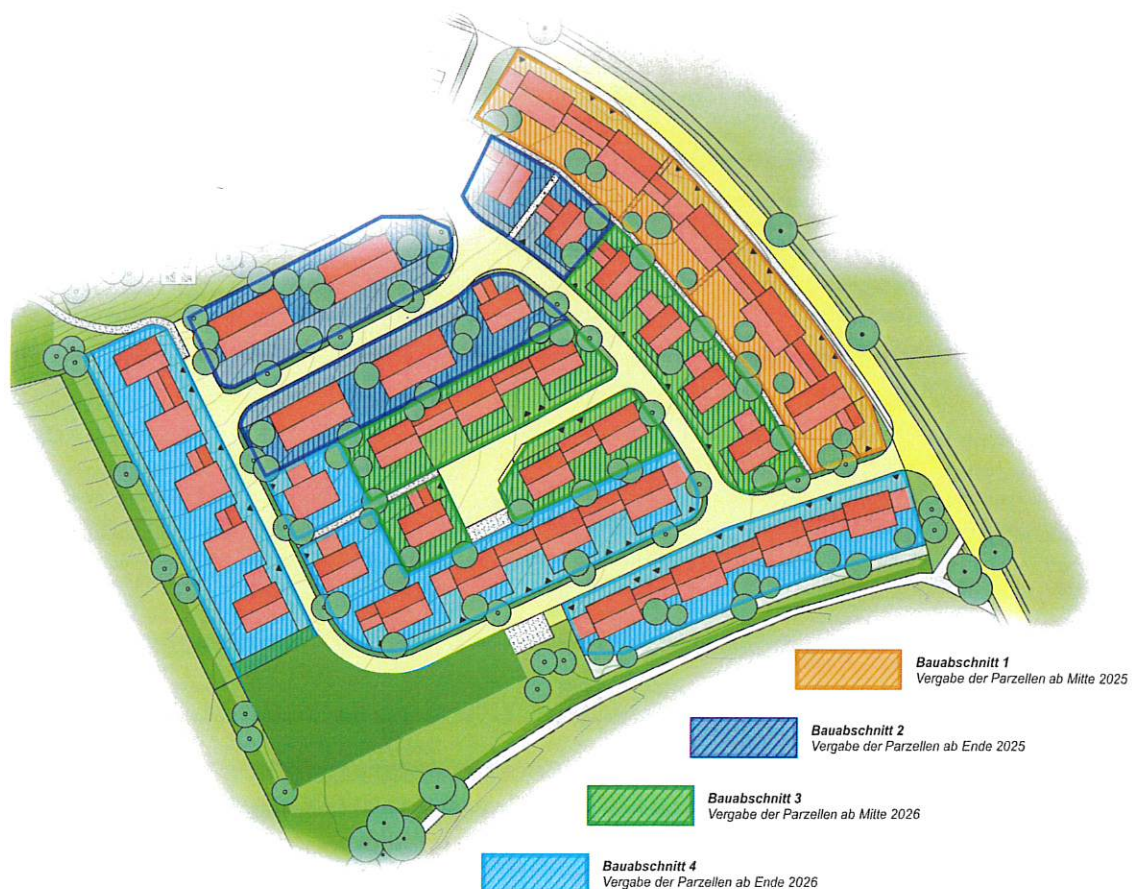 Bauabschnitt 1
Vergabe der Parzellen ab Mitte 2025
Bauabschnitt 2
Vergabe der Parzellen ab Ende 2025
Bauabschnitt 3
Vergabe der Parzellen ab Mitte 2026
Bauabschnitt 4
Vergabe der Parzellen ab Ende 2026